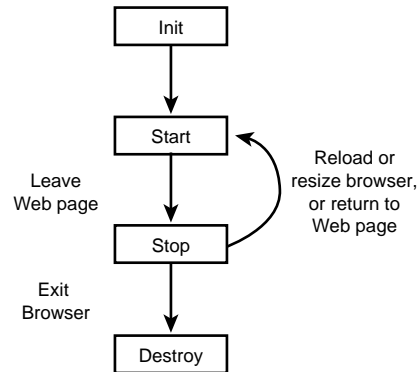 Init
Start
Leave
Web page
Reload or
resize browser,
or return to
Web page
Stop
Exit
Browser
Destroy